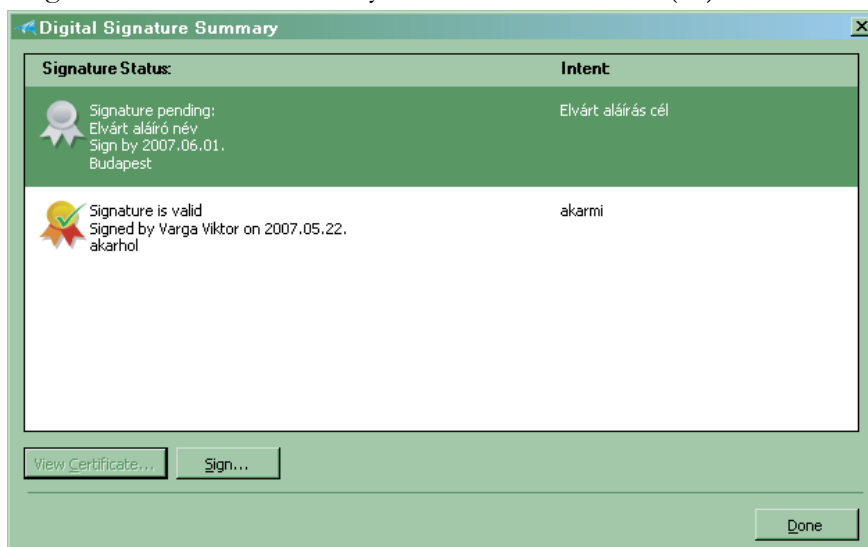 Digital Signature Summary
Signature Status: Intent:
Signature pending: Elvárt aláírás cél
Elvárt aláíró név
Sign by 2007.06.01.
Budapest
Signature is valid akarmi
Signed by Varga Viktor on 2007.05.22.
akarhol
View Certificate... Sign...
Done